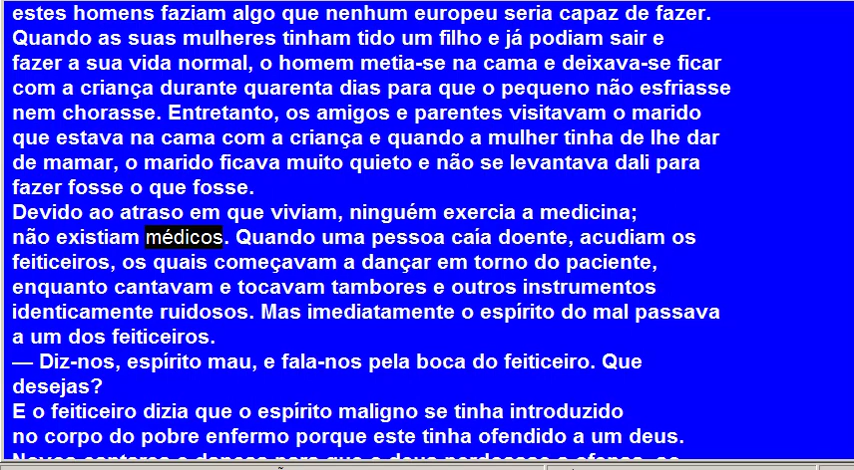 estes homens faziam algo que nenhum europeu seria capaz de fazer.
Quando as suas mulheres tinham tido um filho e já podiam sair e
fazer a sua vida normal, o homem metia-se na cama e deixava-se ficar
com a criança durante quarenta dias para que o pequeno não esfriasse
nem chorasse. Entretanto, os amigos e parentes visitavam o marido
que estava na cama com a criança e quando a mulher tinha de lhe dar
de mamar, o marido ficava muito quieto e não se levantava dali para
fazer fosse o que fosse.
Devido ao atraso em que viviam, ninguém exercia a medicina;
não existiam médicos. Quando uma pessoa caía doente, acudiam os
feiticeiros, os quais começavam a dançar em torno do paciente,
enquanto cantavam e tocavam tambores e outros instrumentos
identicamente ruidosos. Mas imediatamente o espírito do mal passava
a um dos feiticeiros.
— Diz-nos, espírito mau, e fala-nos pela boca do feiticeiro. Que
desejas?
E o feiticeiro dizia que o espírito maligno se tinha introduzido
no corpo do pobre enfermo porque este tinha ofendido a um deus.